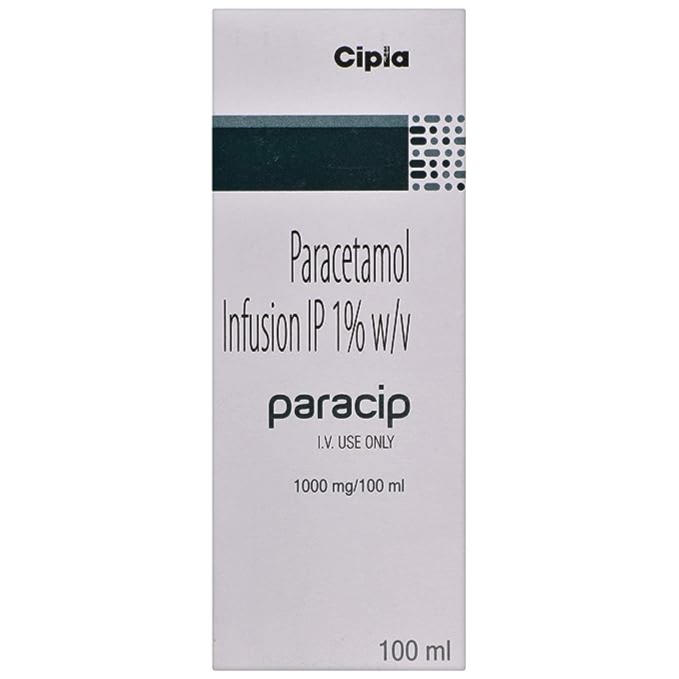 Cipla
Paracetamol
Infusion IP 1% w/v
paracip
I.V. USE ONLY
1000 mg/100 ml
100 ml